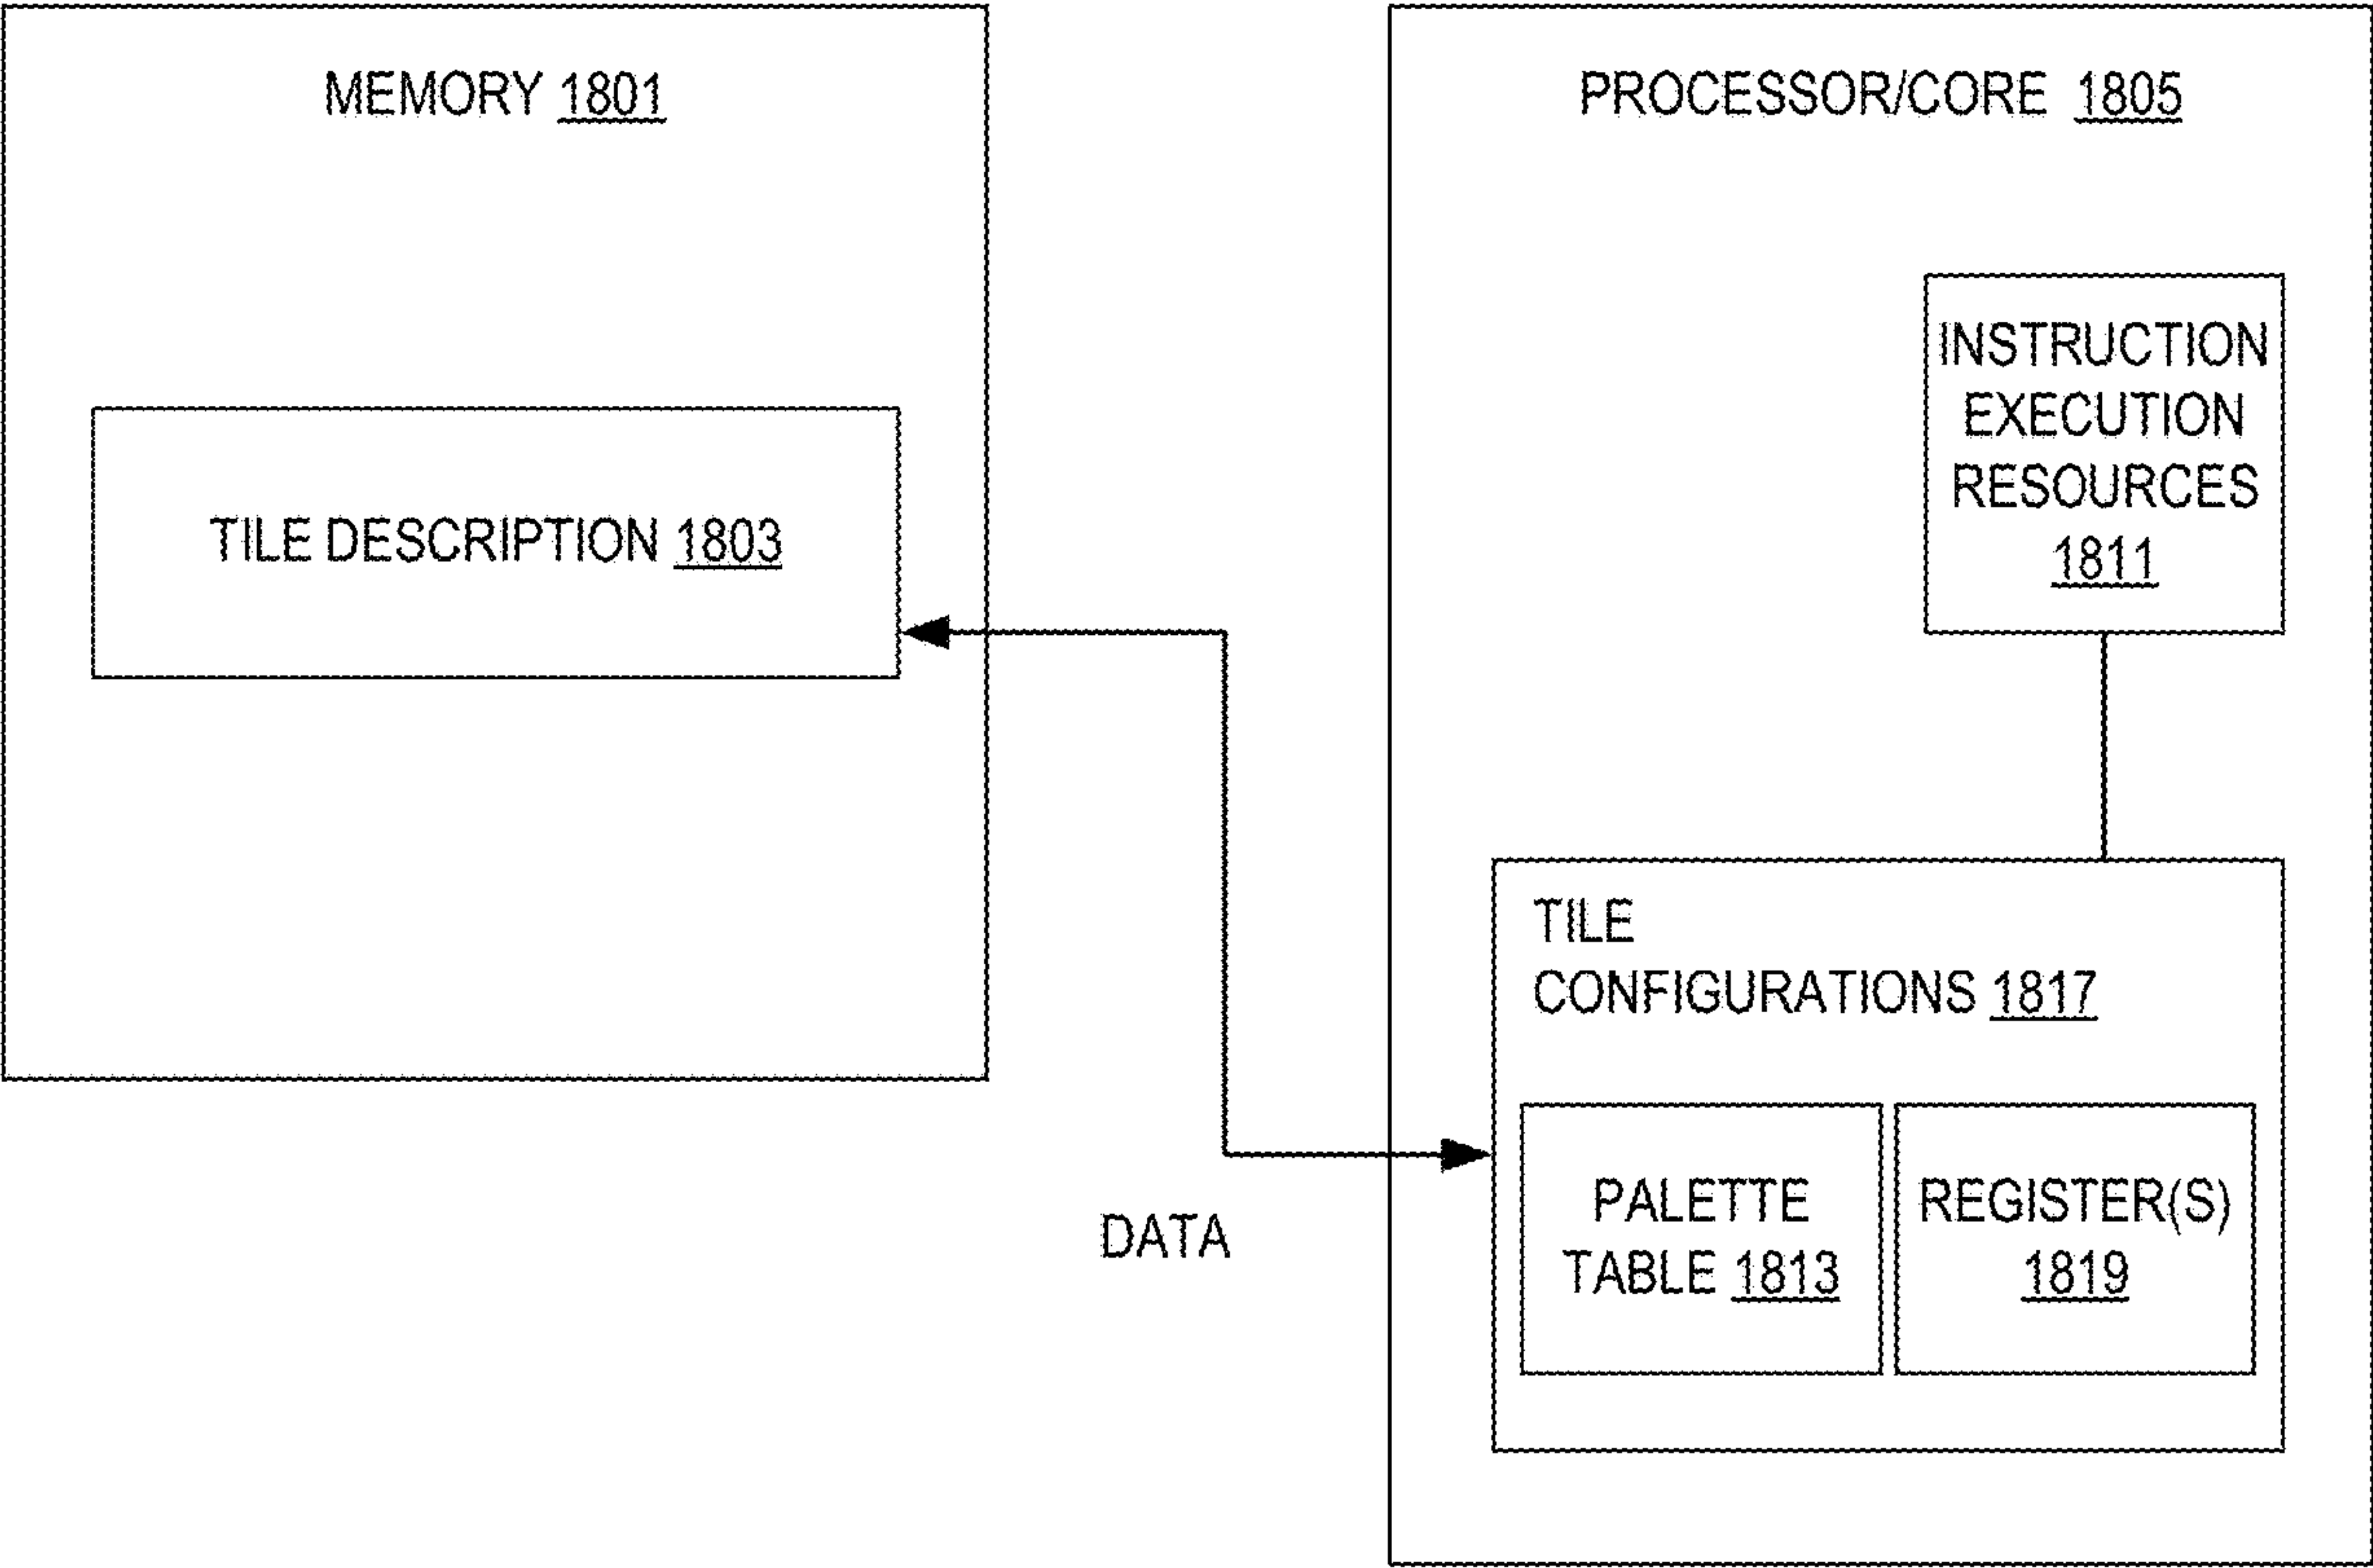 MEMORY 1801
TILE DESCRIPTION 1803
DATA
PROCESSOR/CORE 1805
INSTRUCTION
EXECUTION
RESOURCES
1811
TILE
CONFIGURATIONS 1817
PALETTE
TABLE 1813
REGISTER(S)
1819